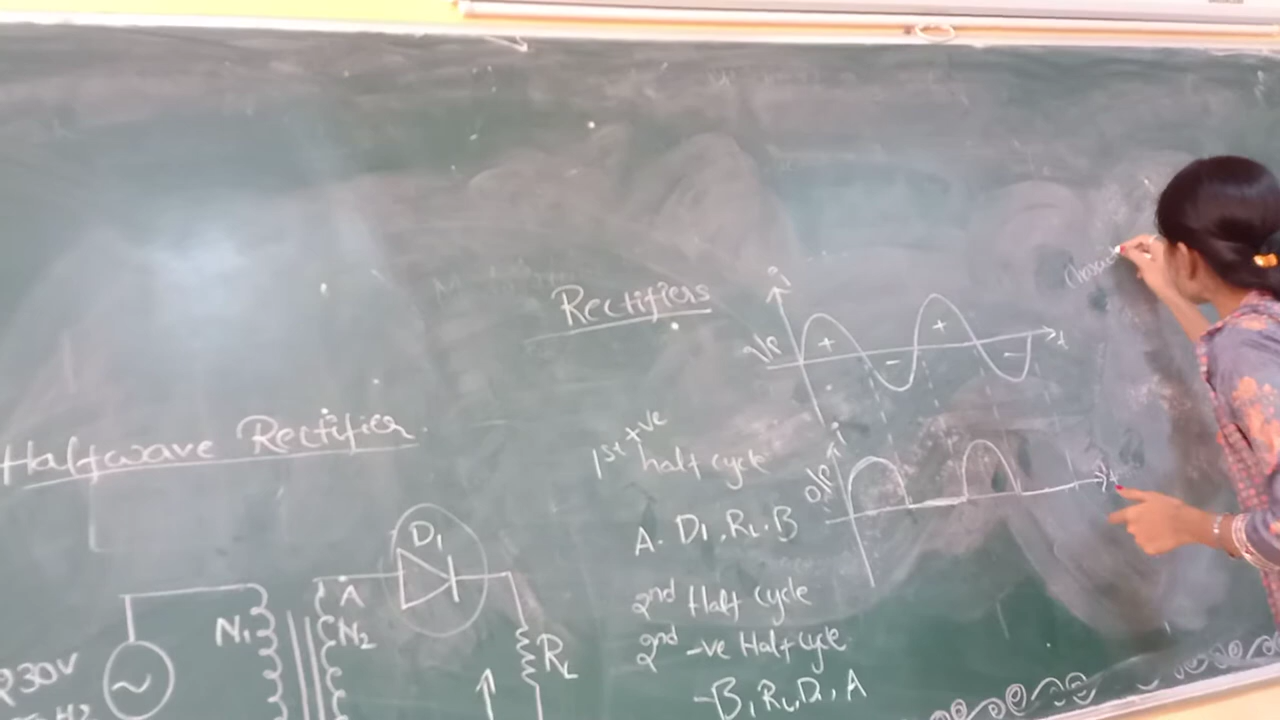 Rectifiers
i
I/P
+
-
+
-
t
Halfwave Rectifier
1st +ve half cycle
i
O/P
t
A. D1, RL. B
2nd Half cycle
2nd -ve Half cycle
-B, RL, D1, A
D1
A
N1
N2
RL
230V
Hz